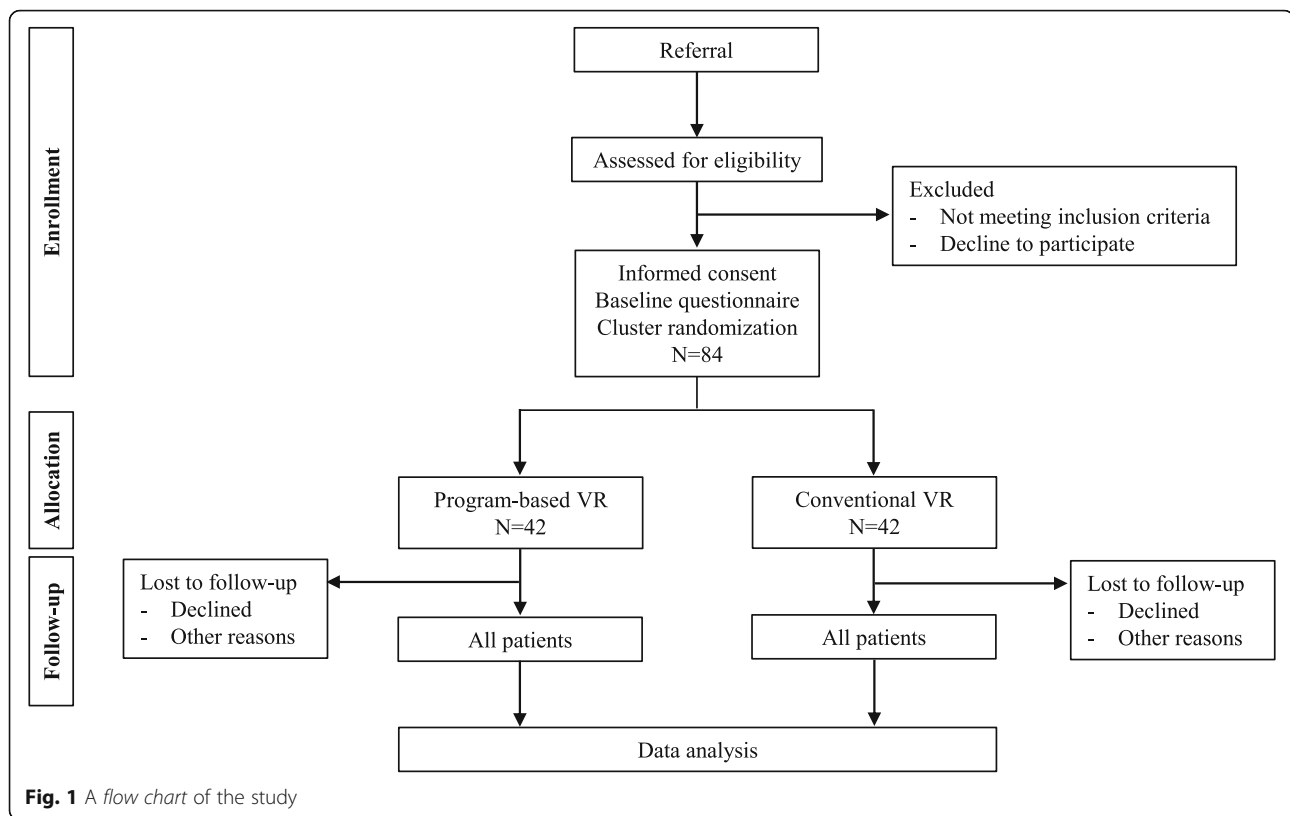 Enrollment
Referral
Assessed for eligibility
Excluded
- Not meeting inclusion criteria
- Decline to participate
Informed consent
Baseline questionnaire
Cluster randomization
N=84
Allocation
Program-based VR
N=42
Conventional VR
N=42
Follow-up
Lost to follow-up
- Declined
- Other reasons
All patients
All patients
Lost to follow-up
- Declined
- Other reasons
Data analysis
Fig. 1 A flow chart of the study